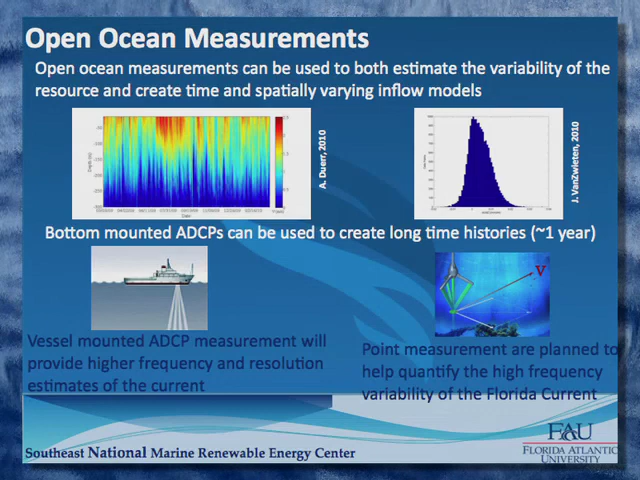 Open Ocean Measurements
Open ocean measurements can be used to both estimate the variability of the
resource and create time and spatially varying inflow models
A. Duerr, 2010
J. VanZwieten, 2010
Bottom mounted ADCPs can be used to create long time histories (~1 year)
V
Vessel mounted ADCP measurement will
provide higher frequency and resolution
estimates of the current
Point measurement are planned to
help quantify the high frequency
variability of the Florida Current
Southeast National Marine Renewable Energy Center
FAU
FLORIDA ATLANTIC
UNIVERSITY